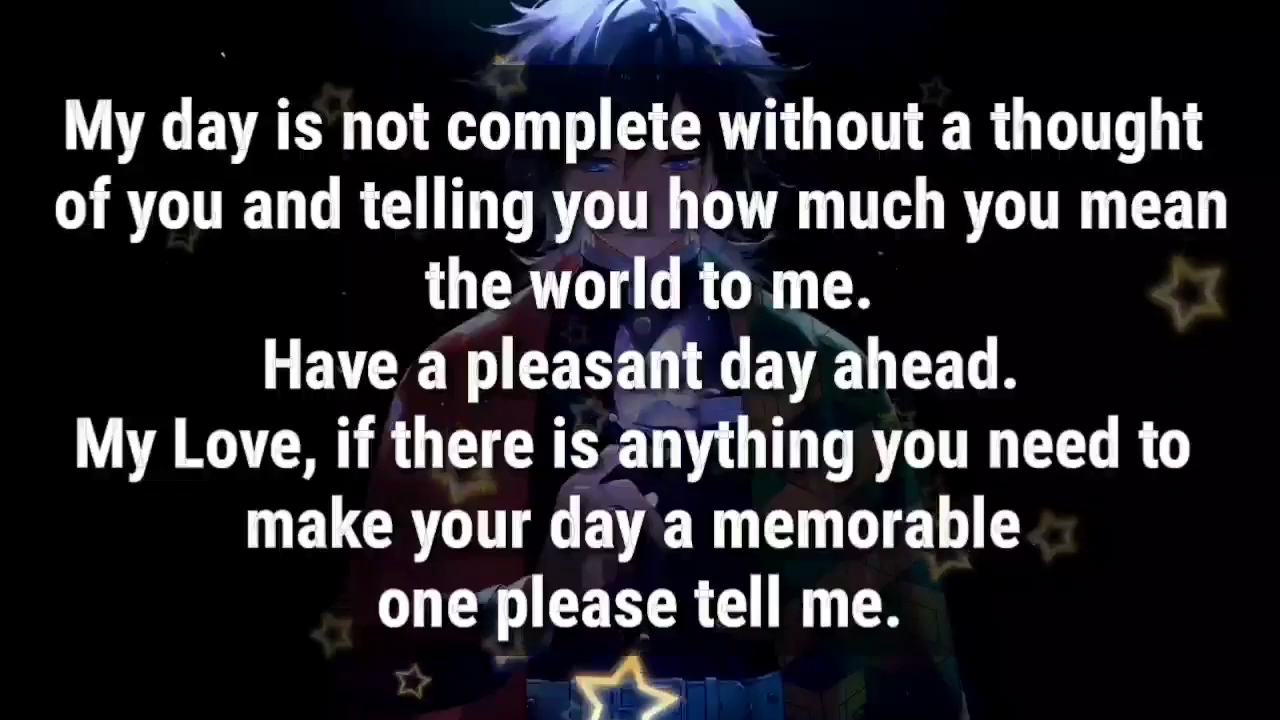 My day is not complete without a thought
of you and telling you how much you mean
the world to me.
Have a pleasant day ahead.
My Love, if there is anything you need to
make your day a memorable
one please tell me.